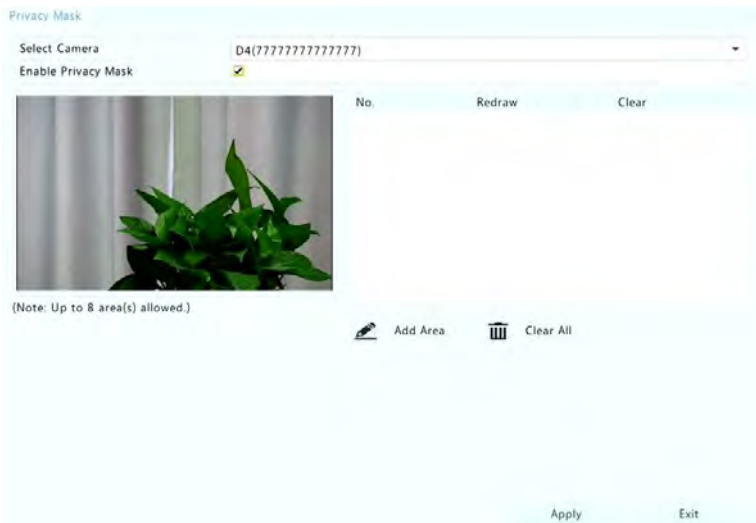 Privacy Mask
Select Camera D4(77777777777777)
Enable Privacy Mask
No. Redraw Clear
(Note: Up to 8 area(s) allowed.)
Add Area Clear All
Apply Exit